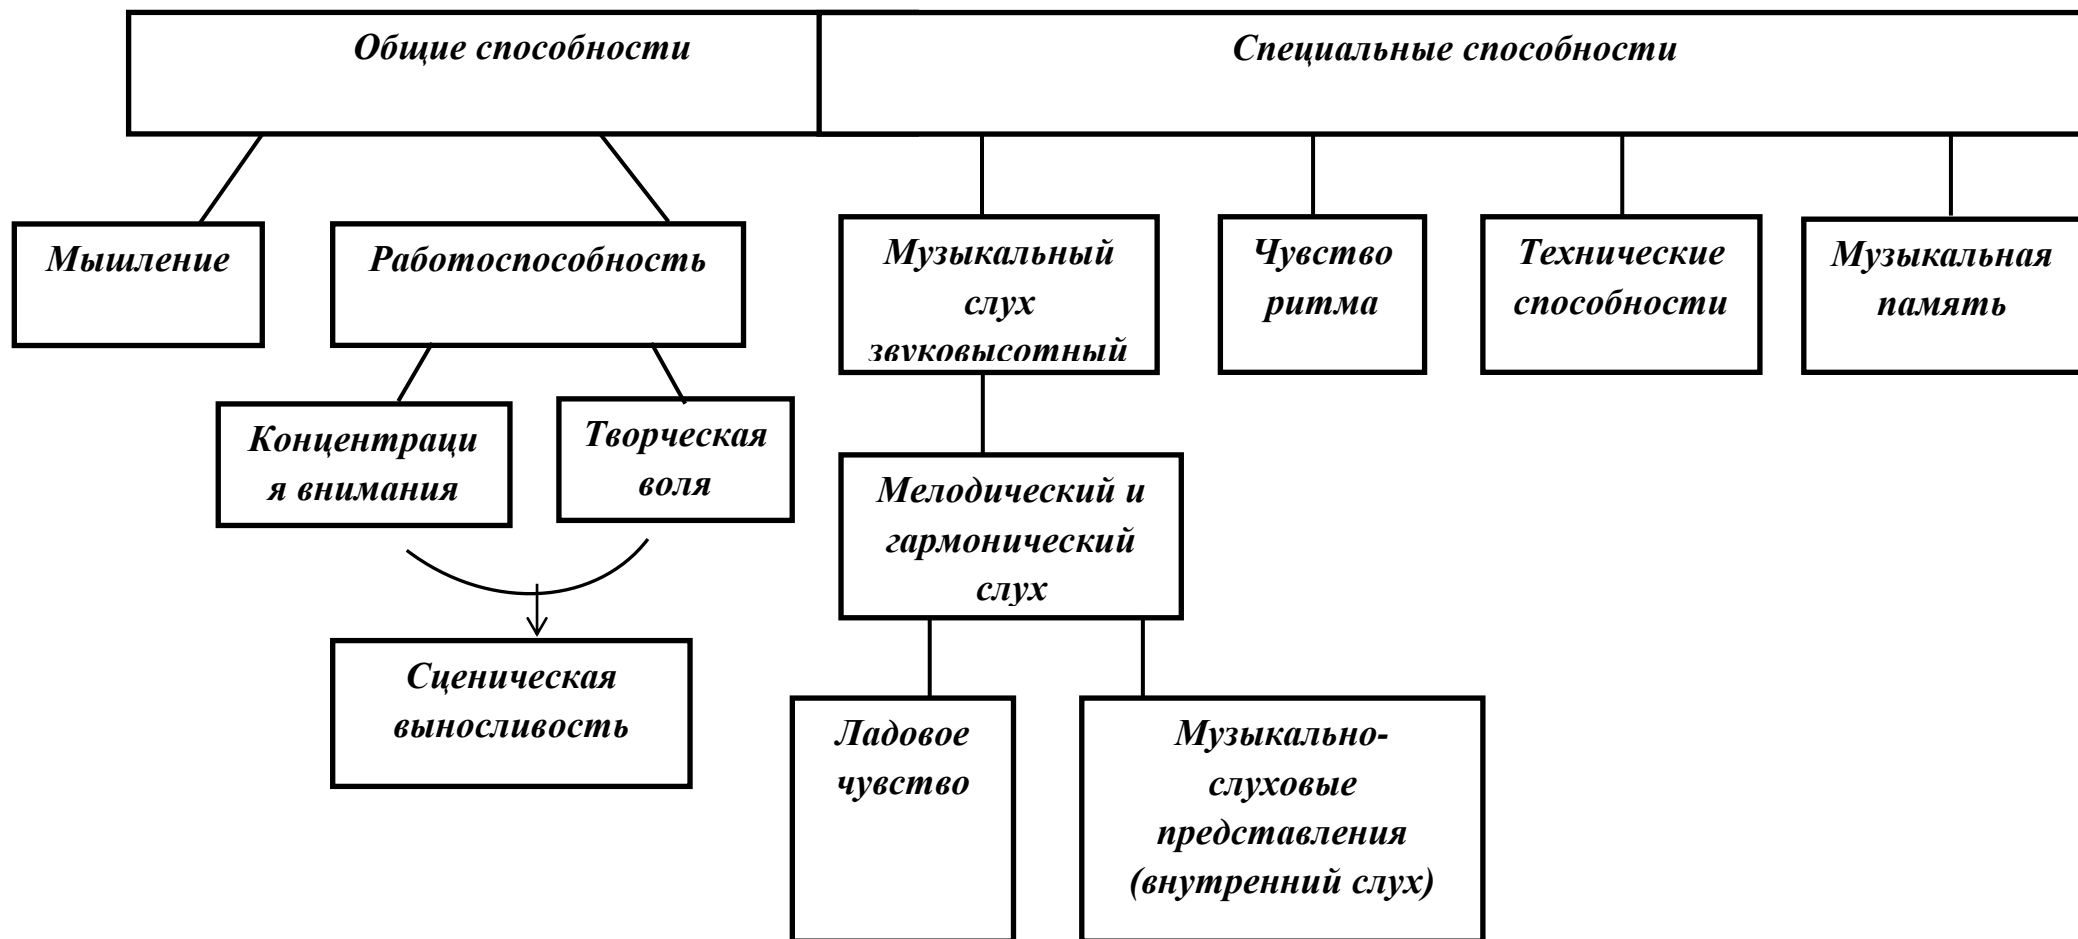 Общие способности
Специальные способности
Мышление
Работоспособность
Музыкальный
слух
звуковысотный
Чувство
ритма
Технические
способности
Музыкальная
память
Концентраци
я внимания
Творческая
воля
Мелодический и
гармонический
слух
Сценическая
выносливость
Ладовое
чувство
Музыкально-
слуховые
представления
(внутренний слух)